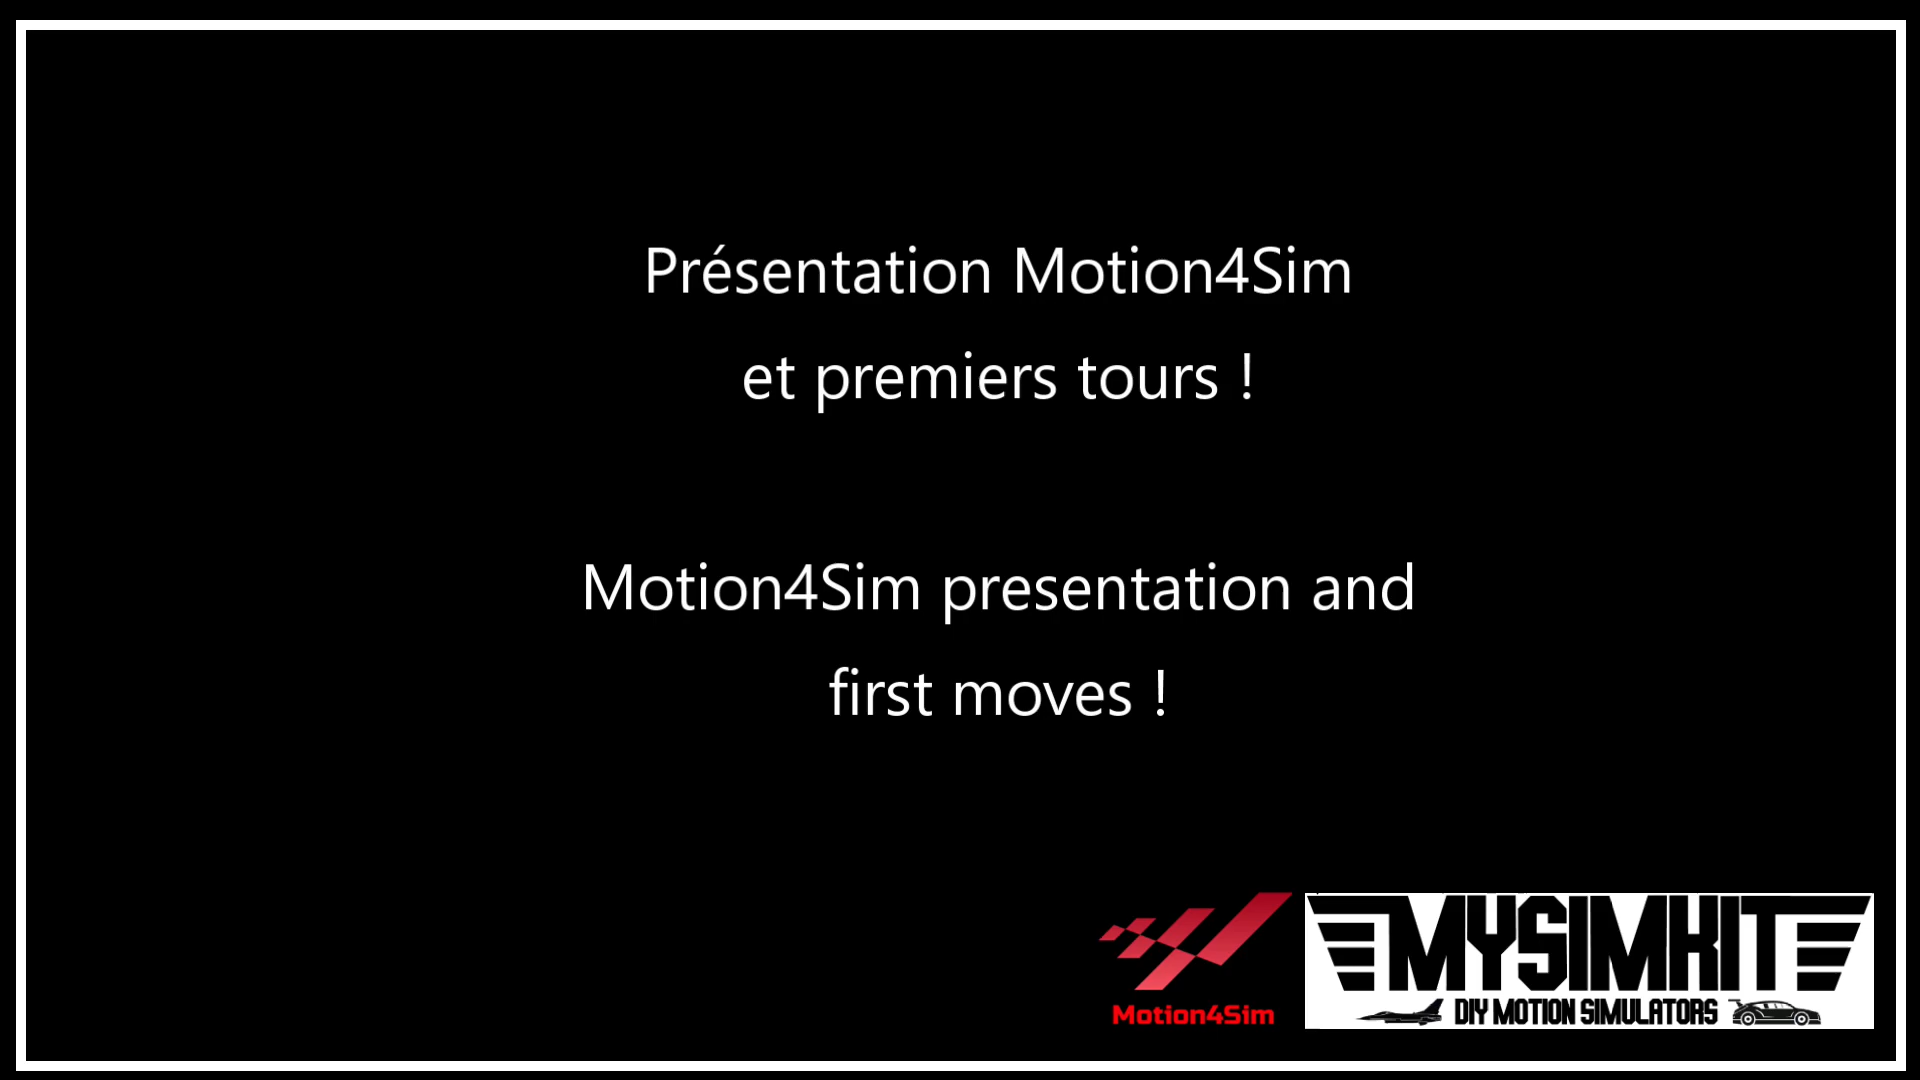 Présentation Motion4Sim
et premiers tours !
Motion4Sim presentation and
first moves !
Motion4Sim
MYSIMKIT
DIY MOTION SIMULATORS